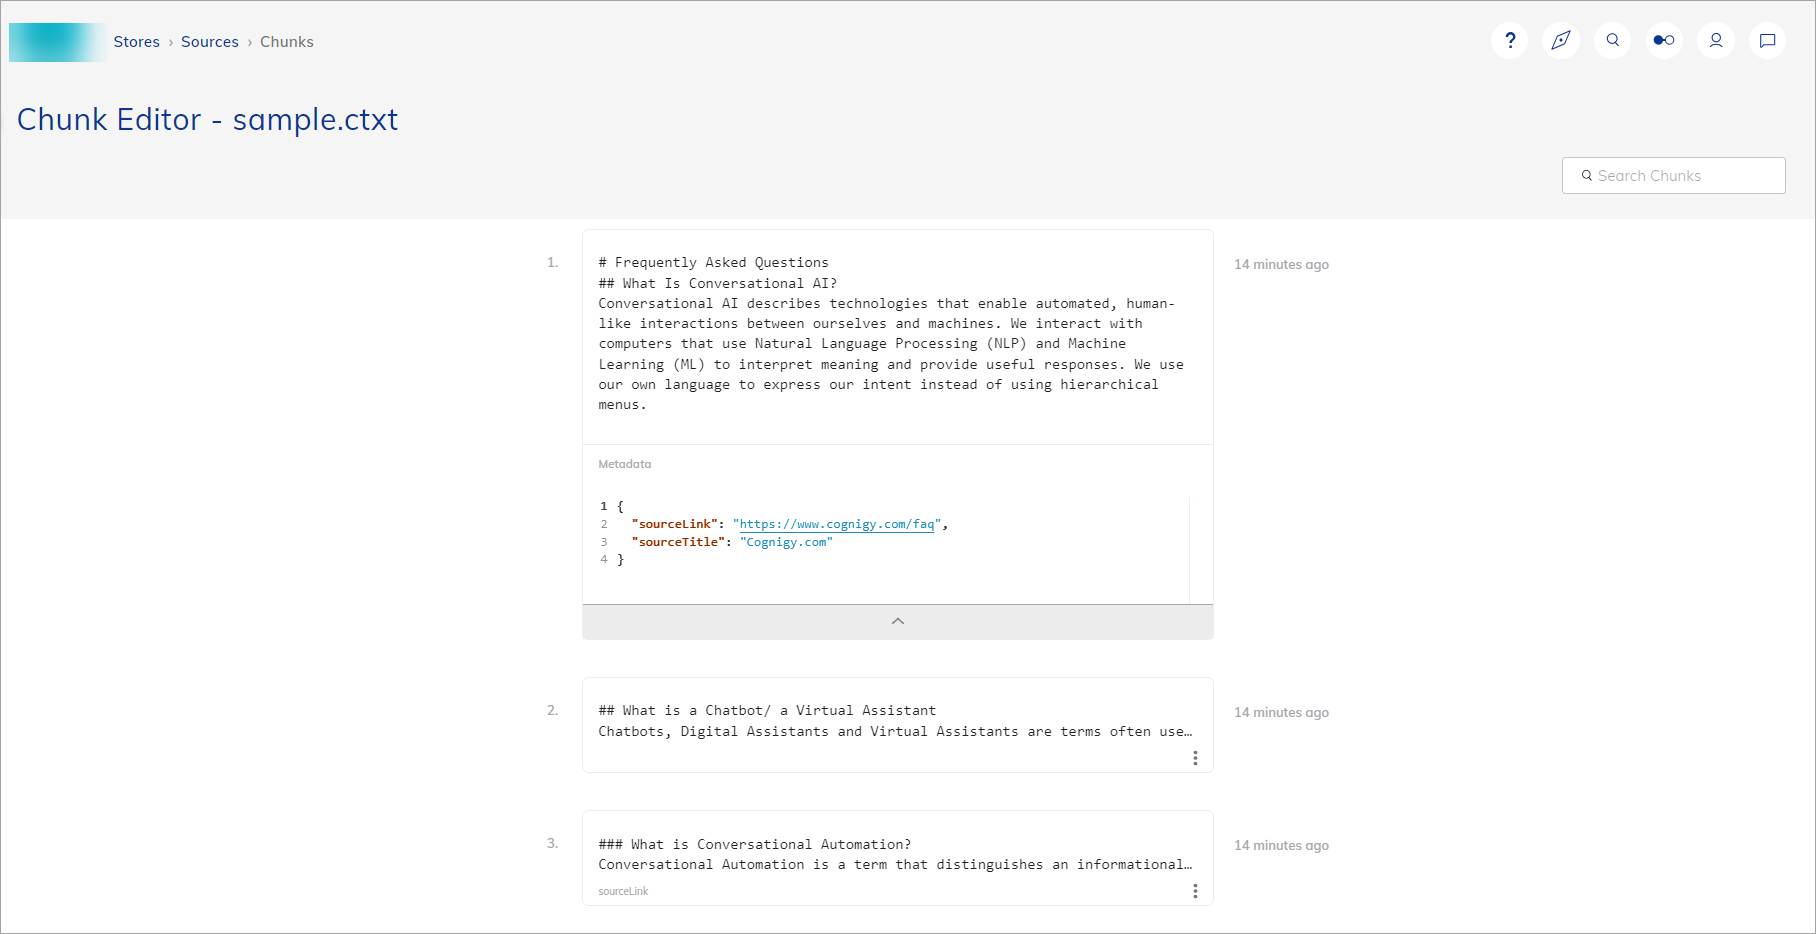 Stores › Sources › Chunks
?
Chunk Editor - sample.ctxt
Search Chunks
1.
# Frequently Asked Questions
## What Is Conversational AI?
Conversational AI describes technologies that enable automated, human-
like interactions between ourselves and machines. We interact with
computers that use Natural Language Processing (NLP) and Machine
Learning (ML) to interpret meaning and provide useful responses. We use
our own language to express our intent instead of using hierarchical
menus.
14 minutes ago
Metadata
1 {
2 "sourceLink": "https://www.cognigy.com/faq",
3 "sourceTitle": "Cognigy.com"
4 }
2.
## What is a Chatbot/ a Virtual Assistant
Chatbots, Digital Assistants and Virtual Assistants are terms often use…
14 minutes ago
3.
### What is Conversational Automation?
Conversational Automation is a term that distinguishes an informational…
sourceLink
14 minutes ago